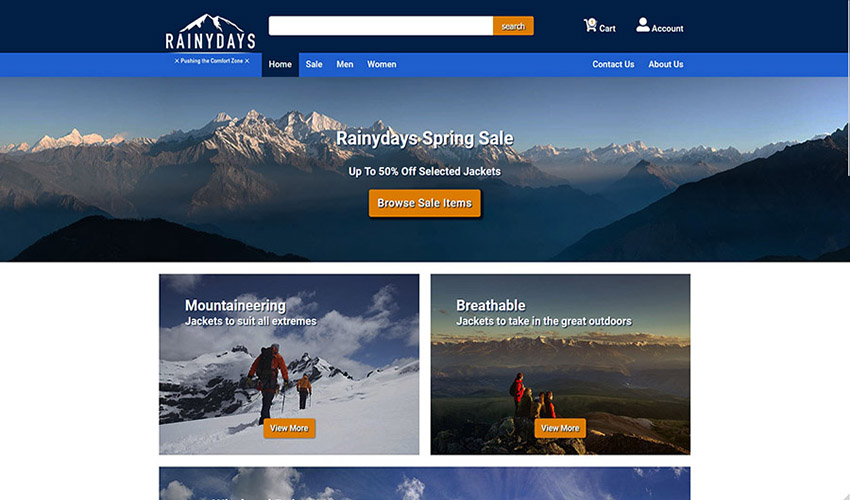 RAINYDAYS
Pushing the Comfort Zone
search
0
Cart
Account
Home
Sale
Men
Women
Contact Us
About Us
Rainydays Spring Sale
Up To 50% Off Selected Jackets
Browse Sale Items
Mountaineering
Jackets to suit all extremes
View More
Breathable
Jackets to take in the great outdoors
View More